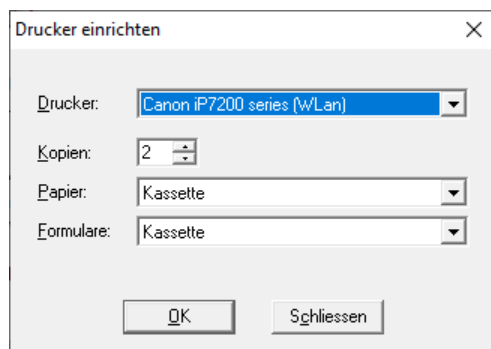 Drucker einrichten
Drucker: Canon iP7200 series (WLan)
Kopien: 2
Papier: Kassette
Formulare: Kassette
OK Schliessen